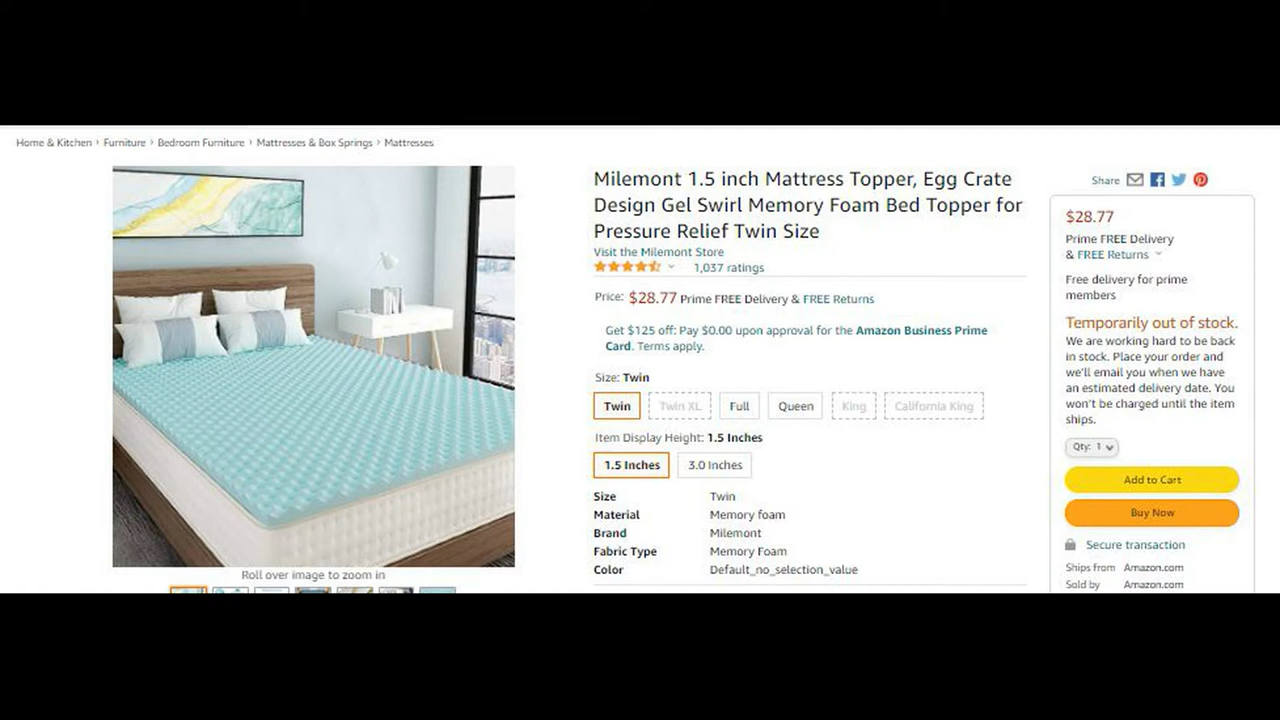 Home & Kitchen › Furniture › Bedroom Furniture › Mattresses & Box Springs › Mattresses
Milemont 1.5 inch Mattress Topper, Egg Crate
Design Gel Swirl Memory Foam Bed Topper for
Pressure Relief Twin Size
Visit the Milemont Store
1,037 ratings
Price: $28.77 Prime FREE Delivery & FREE Returns
Get $125 off: Pay $0.00 upon approval for the Amazon Business Prime
Card. Terms apply.
Size: Twin
Twin Twin XL Full Queen King California King
Item Display Height: 1.5 Inches
1.5 Inches 3.0 Inches
Size Twin
Material Memory foam
Brand Milemont
Fabric Type Memory Foam
Color Default_no_selection_value
Roll over image to zoom in
Share
$28.77
Prime FREE Delivery
& FREE Returns
Free delivery for prime
members
Temporarily out of stock.
We are working hard to be back
in stock. Place your order and
we'll email you when we have
an estimated delivery date. You
won't be charged until the item
ships.
Qty: 1
Add to Cart
Buy Now
Secure transaction
Ships from Amazon.com
Sold by Amazon.com